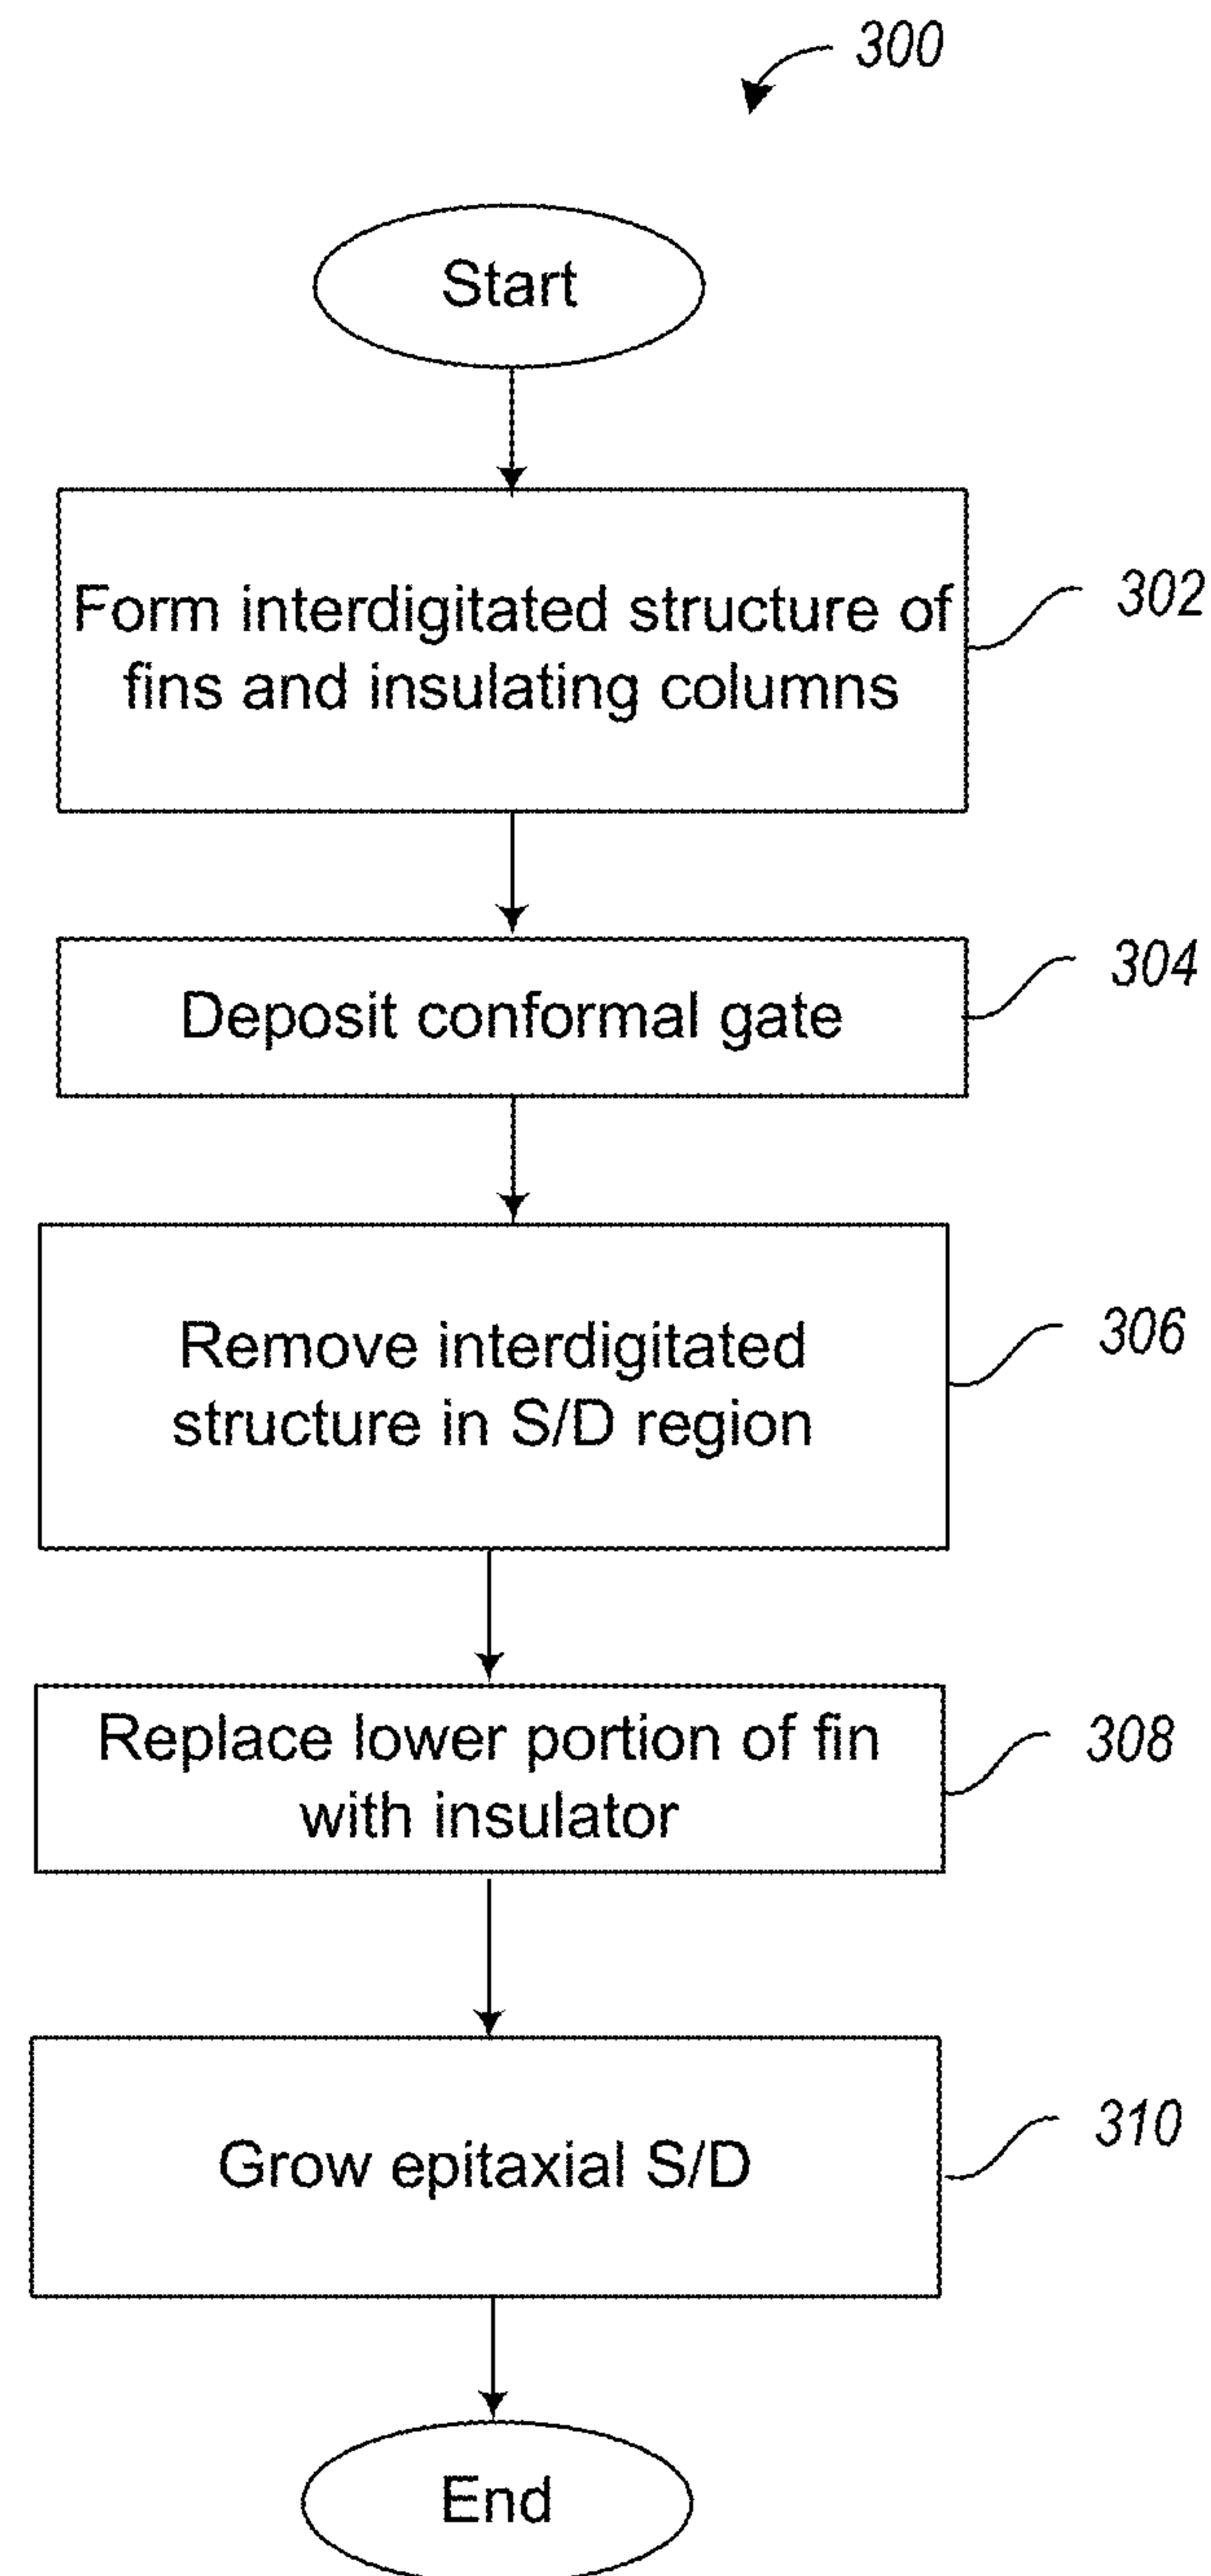 300
Start
Form interdigitated structure of
fins and insulating columns
302
Deposit conformal gate
304
Remove interdigitated
structure in S/D region
306
Replace lower portion of fin
with insulator
308
Grow epitaxial S/D
310
End